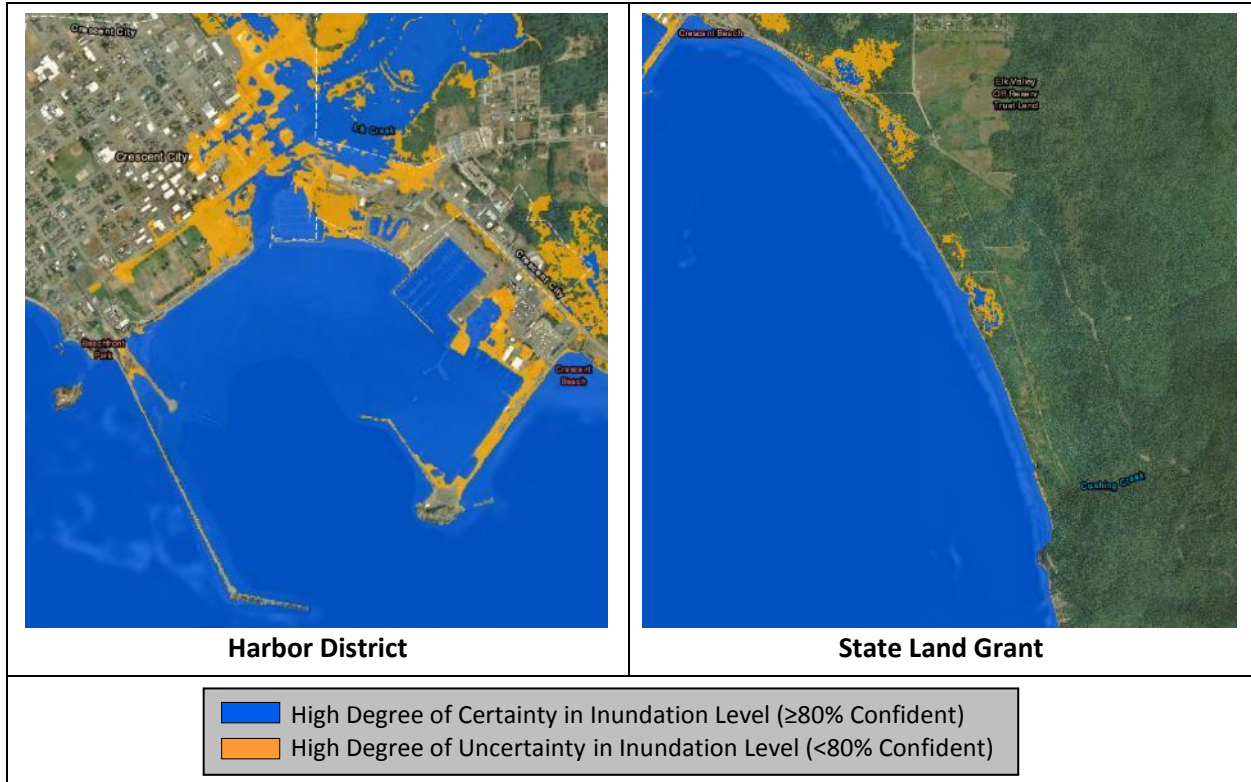 Crescent City
Elk Creek
Crescent City
Crescent City
Beachfront
Park
Crescent
Beach
Harbor District
Crescent Beach
Elk Valley
Off Reserv
Trust Land
Cushing Creek
State Land Grant
High Degree of Certainty in Inundation Level (≥80% Confident)
High Degree of Uncertainty in Inundation Level (<80% Confident)